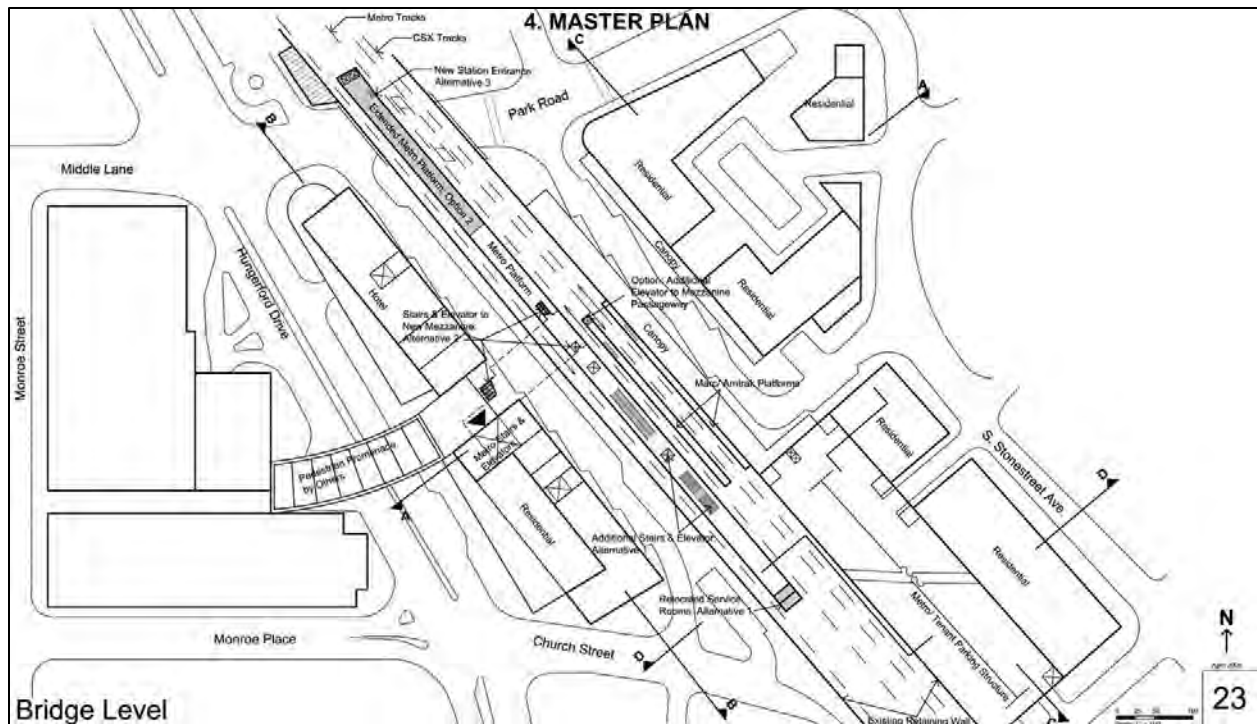 4. MASTER PLAN
Metro Tracks
CSX Tracks
New Station Entrance
Alternative 3
C
Park Road
A
Residential
B
Extended Metro Platform: Option 2
Residential
Middle Lane
Hungerford Drive
Monroe Street
Hotel
Metro Platform
Canopy
Residential
Option: Additional
Elevator to Mezzanine
Passageway
Stairs & Elevator to
New Mezzanine:
Alternative 2
Canopy
Marc/ Amtrak Platforms
Residential
S. Stonestreet Ave
Metro Stairs &
Elevators
Pedestrian Promenade
by Others
A
D
Residential
Additional Stairs & Elevator:
Alternative
Residential
Relocated Service
Rooms: Alternative 1
Metro/ Tenant Parking Structure
Monroe Place
Church Street
D
B
C
Existing Retaining Wall
N
23
Bridge Level